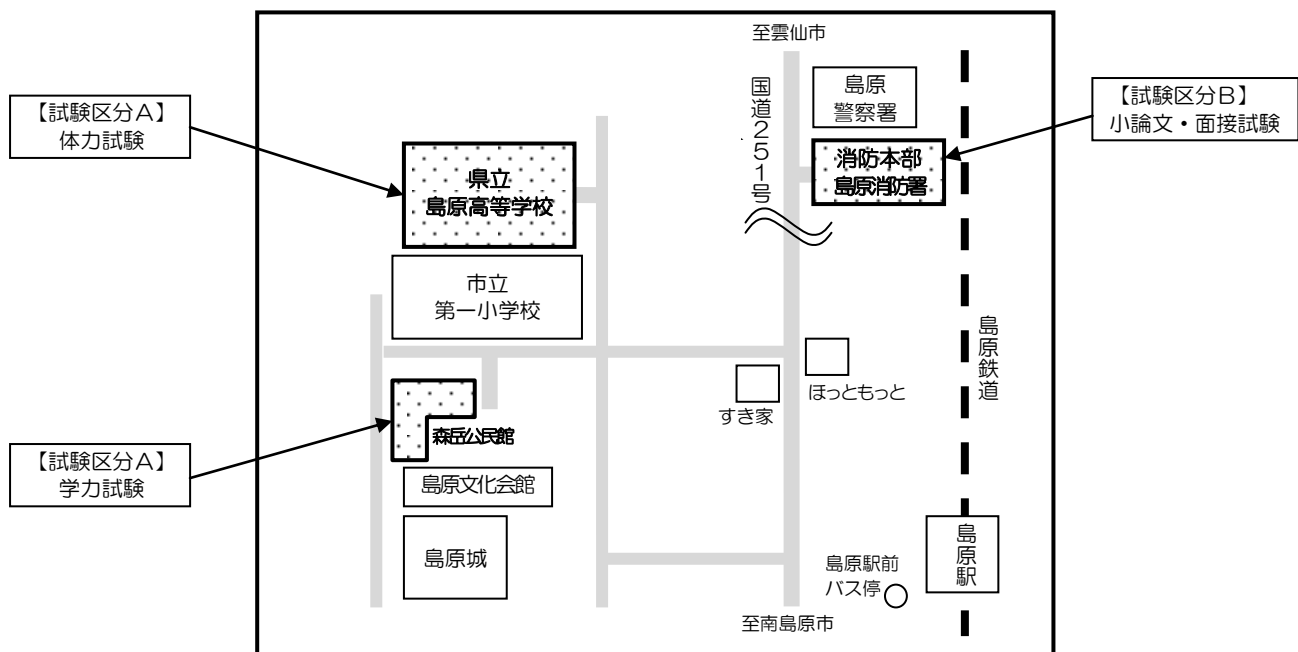 至雲仙市
【試験区分A】
体力試験
県立
島原高等学校
国道251号
島原
警察署
消防本部
島原消防署
【試験区分B】
小論文・面接試験
市立
第一小学校
島原鉄道
ほっともっと
すき家
森岳公民館
【試験区分A】
学力試験
島原文化会館
島原城
島原駅前
バス停
島原駅
至南島原市